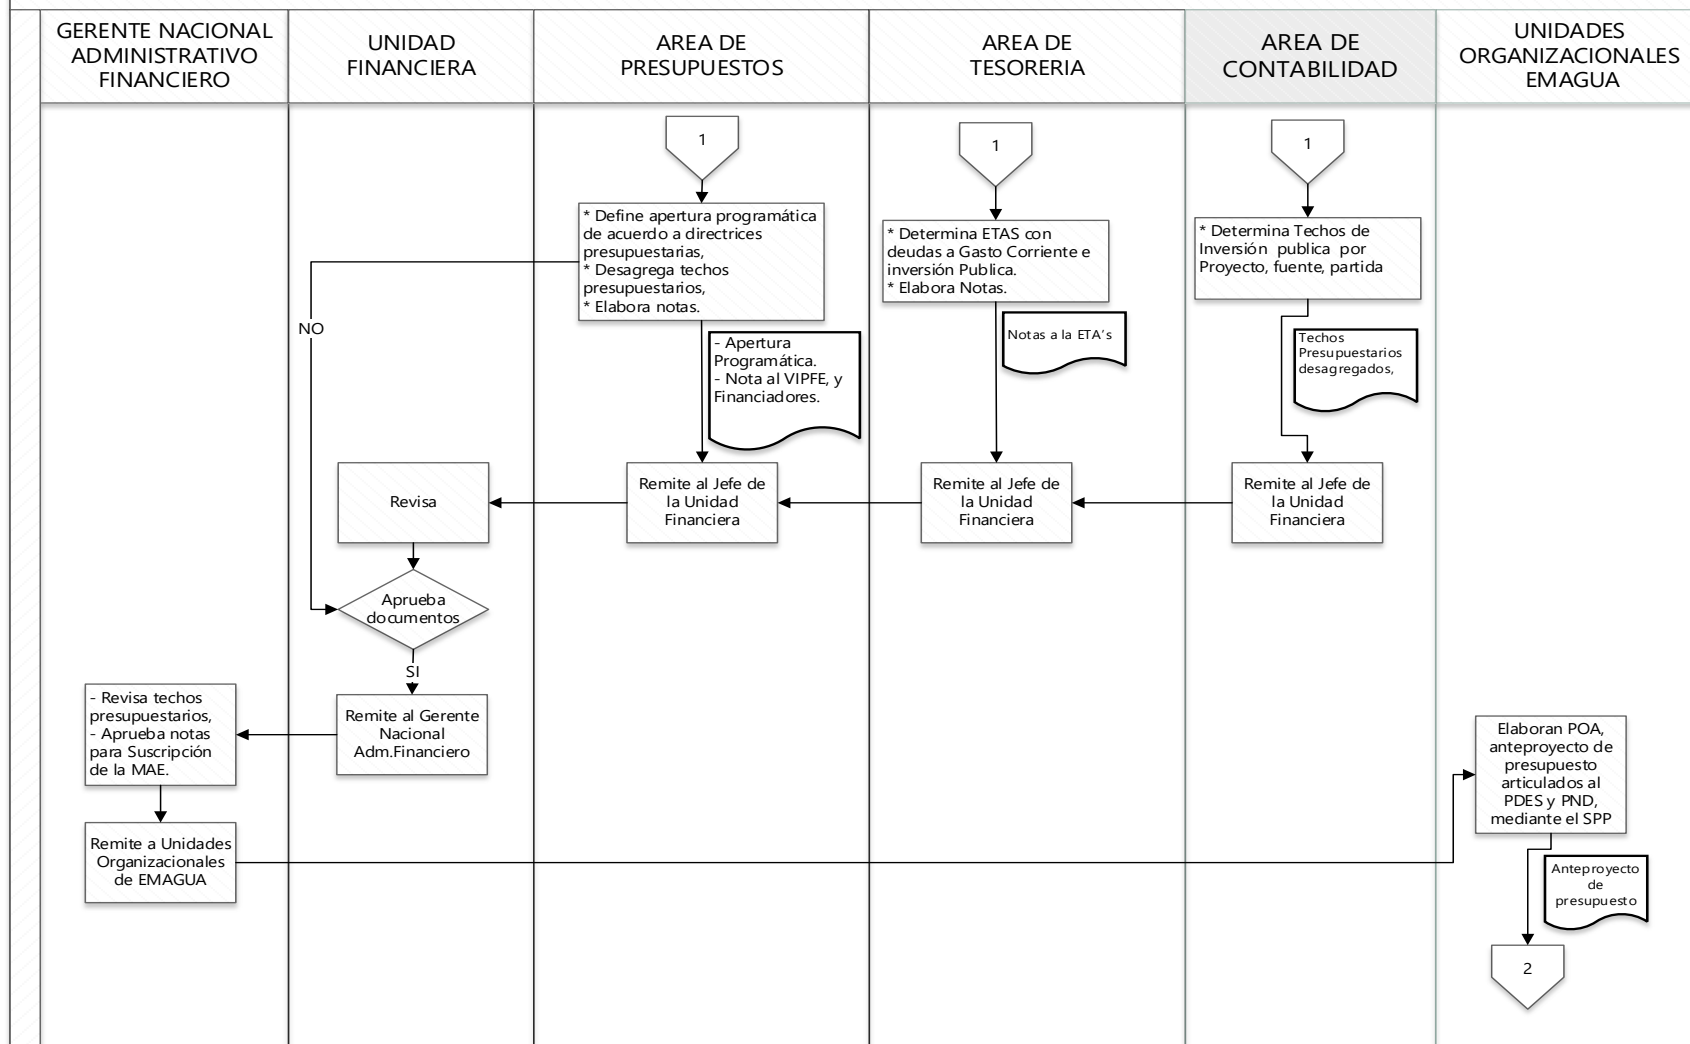 GERENTE NACIONAL
ADMINISTRATIVO
FINANCIERO
UNIDAD
FINANCIERA
AREA DE
PRESUPUESTOS
AREA DE
TESORERIA
AREA DE
CONTABILIDAD
UNIDADES
ORGANIZACIONALES
EMAGUA
1
1
1
* Define apertura programática
de acuerdo a directrices
presupuestarias,
* Desagrega techos
presupuestarios,
* Elabora notas.
* Determina ETAS con
deudas a Gasto Corriente e
inversión Publica.
* Elabora Notas.
* Determina Techos de
Inversión publica por
Proyecto, fuente, partida
NO
- Apertura
Programática.
- Nota al VIPFE, y
Financiadores.
Notas a la ETA's
Techos
Presupuestarios
desagregados,
Revisa
Remite al Jefe de
la Unidad
Financiera
Remite al Jefe de
la Unidad
Financiera
Remite al Jefe de
la Unidad
Financiera
Aprueba
documentos
SI
- Revisa techos
presupuestarios,
- Aprueba notas
para Suscripción
de la MAE.
Remite al Gerente
Nacional
Adm.Financiero
Elaboran POA,
anteproyecto de
presupuesto
articulados al
PDES y PND,
mediante el SPP
Remite a Unidades
Organizacionales
de EMAGUA
Anteproyecto
de
presupuesto
2